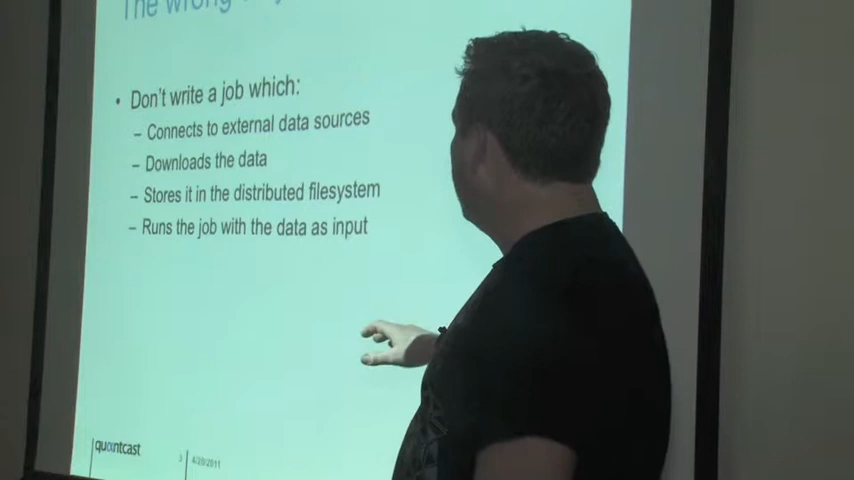 The wrong
• Don't write a job which:
– Connects to external data sources
– Downloads the data
– Stores it in the distributed filesystem
– Runs the job with the data as input
quantcast
3
4/20/2011